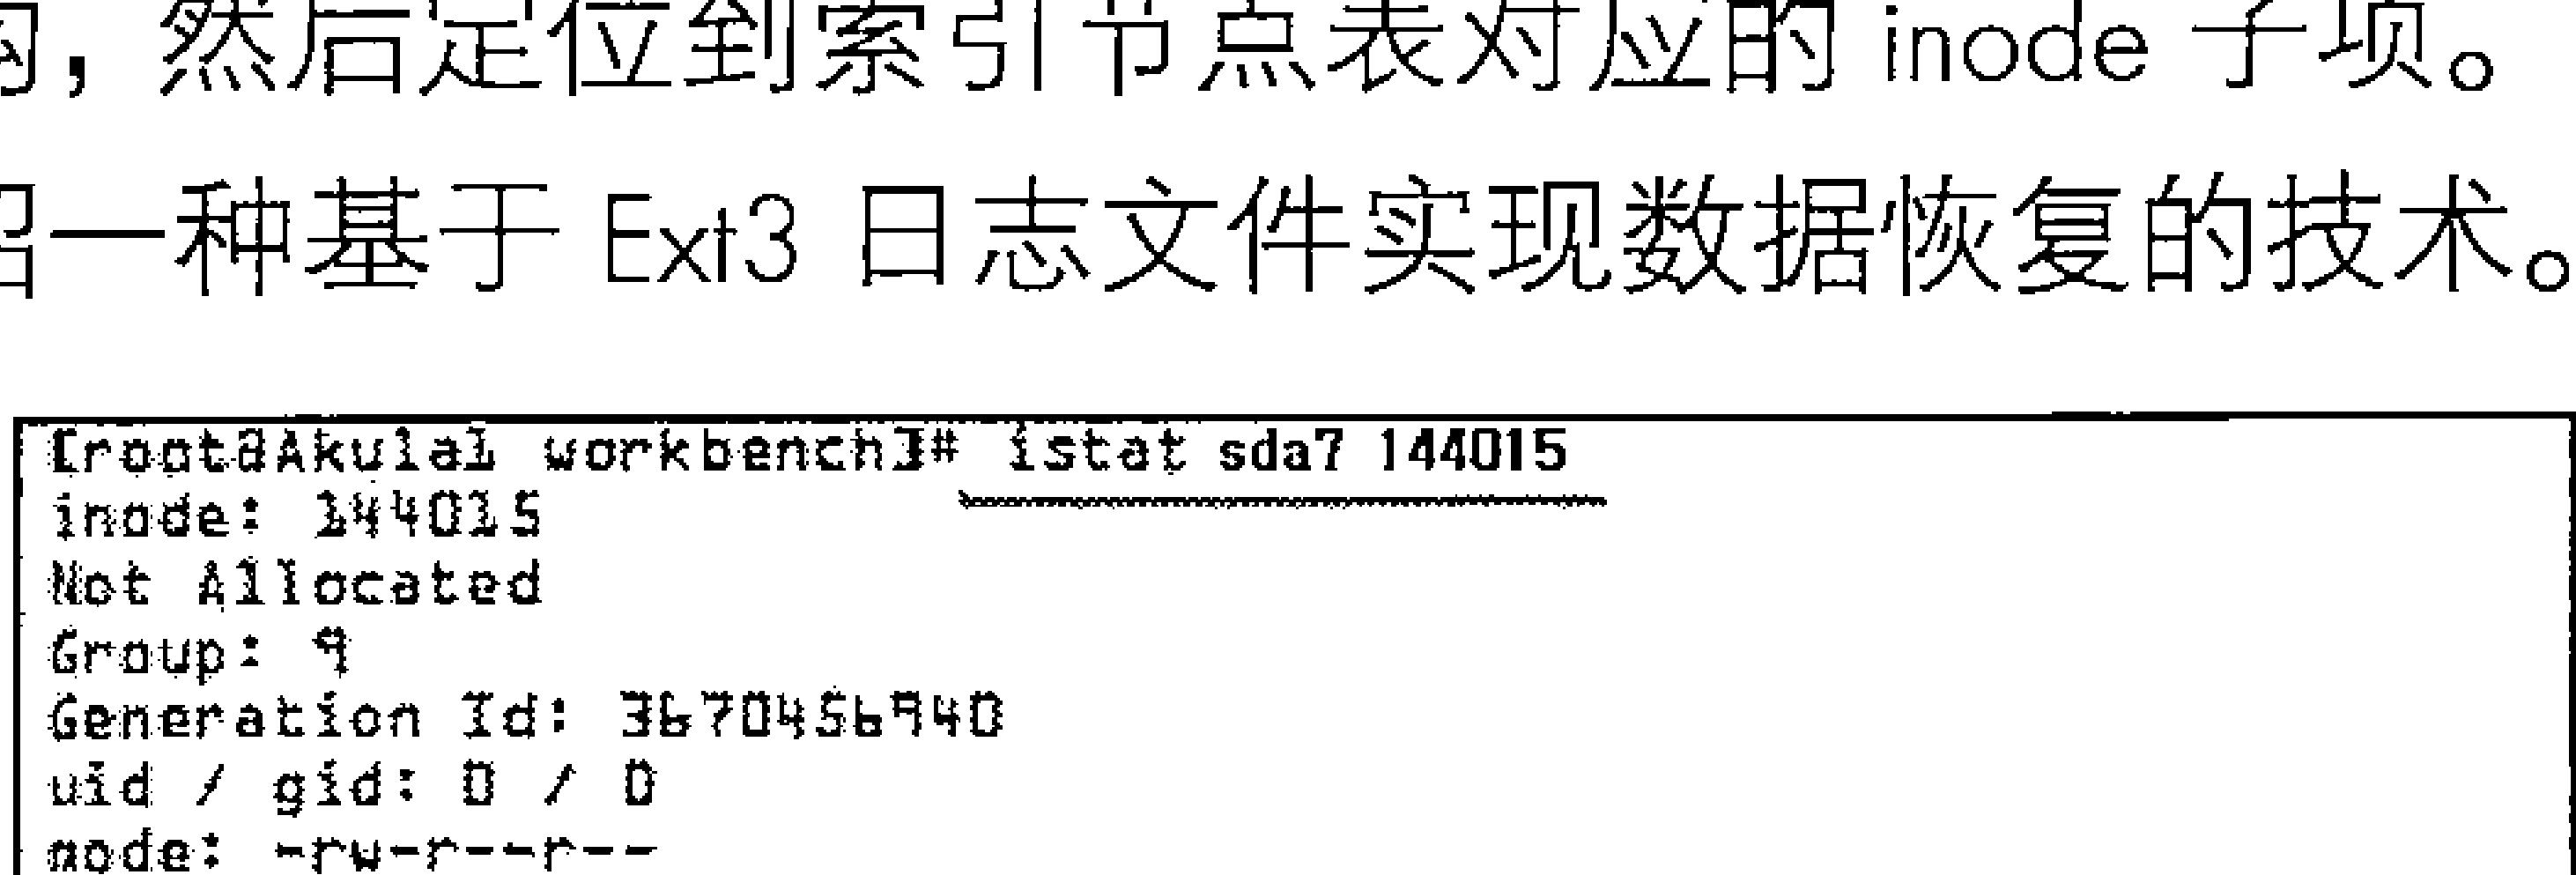 ，然后定位到索引节点表对应的 inode 子项。
绍一种基于 Ext3 日志文件实现数据恢复的技术。
[root@Akula1 workbench]# istat sda7 144015
inode: 144015
Not Allocated
Group: 9
Generation Id: 3670456940
uid / gid: 0 / 0
mode: -rw-r--r--